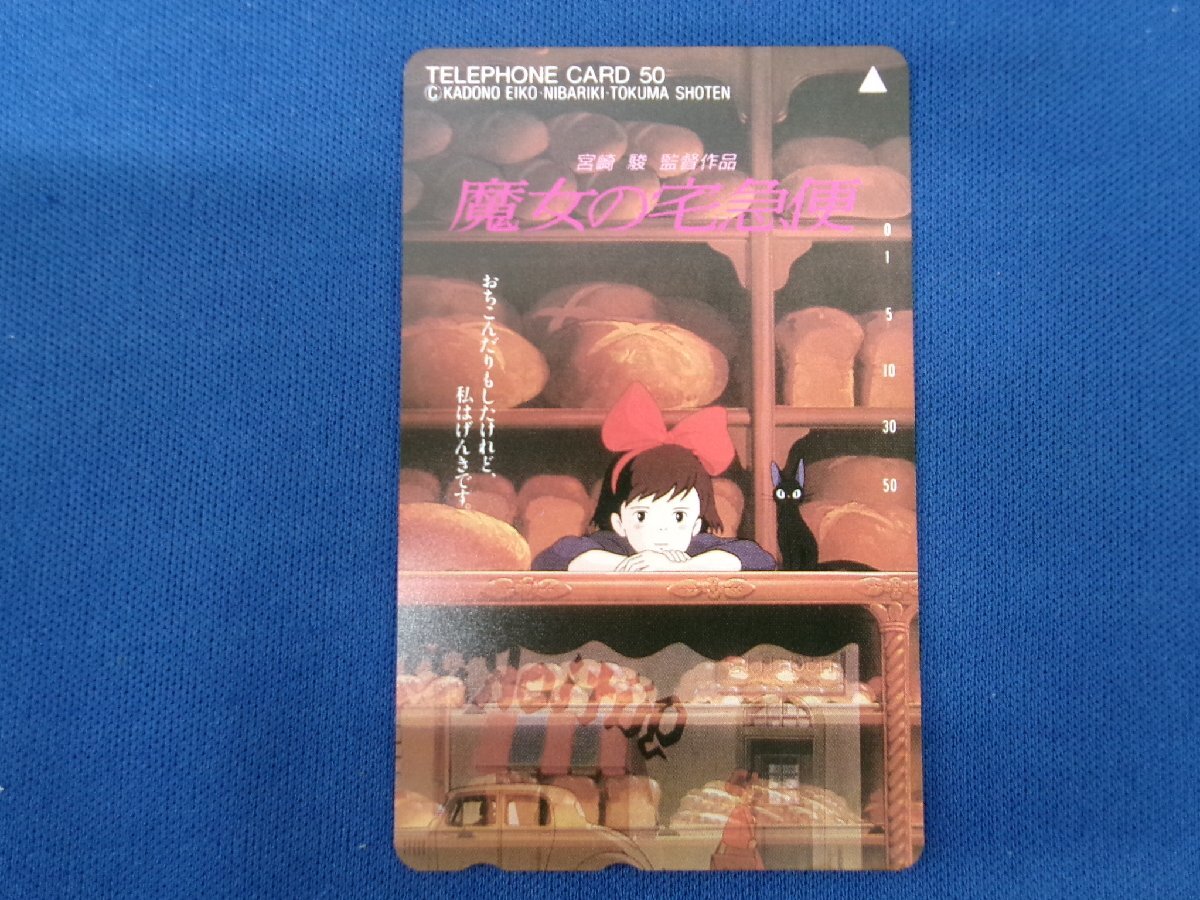 TELEPHONE CARD 50
©KADONO EIKO·NIBARIKI·TOKUMA SHOTEN
宮崎 駿 監督作品
魔女の宅急便
おちこんだりもしたけれど、
私はげんきです。
0
1
5
10
30
50